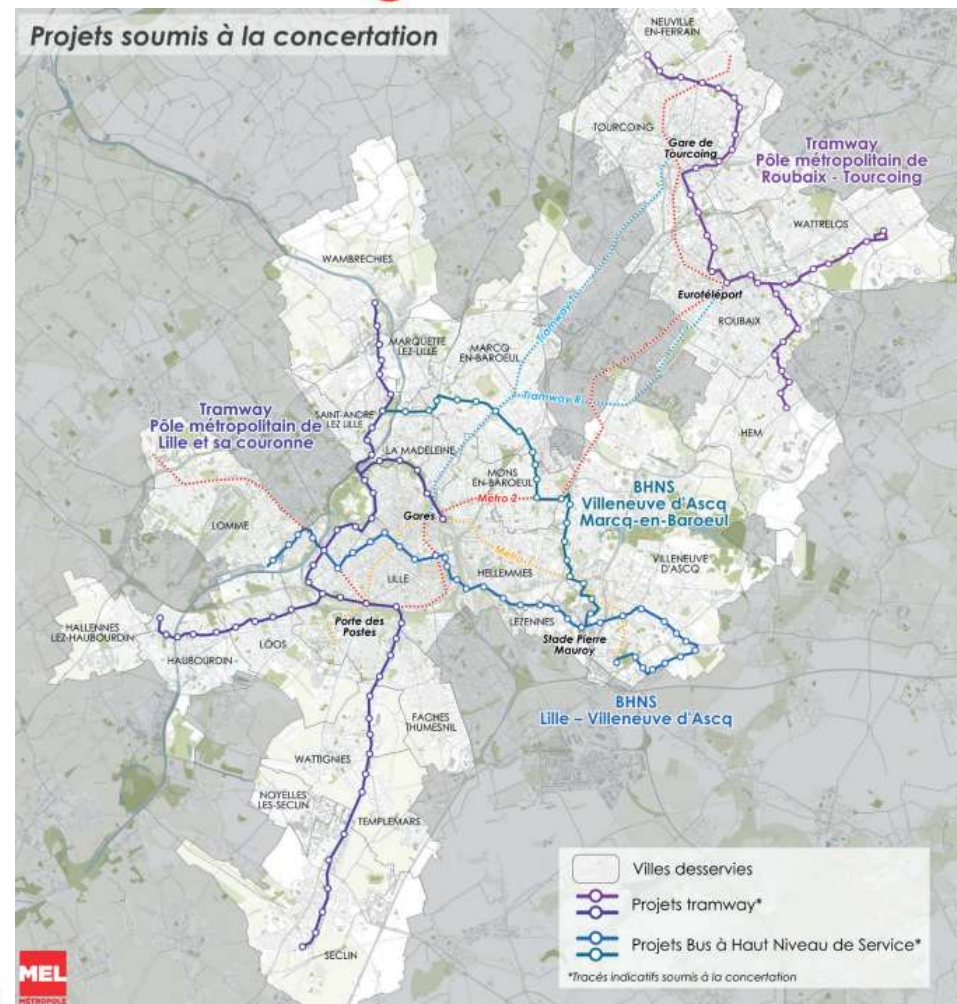 Projets soumis à la concertation
NEUVILLE
EN-FERRAIN
TOURCOING
Gare de
Tourcoing
Tramway
Pôle métropolitain de
Roubaix - Tourcoing
WATTRELOS
WAMBRECHIES
Eurotéléport
ROUBAIX
Tramway T
MARQUETTE
LEZ-LILLE
MARCQ
EN-BAROEUL
Tramway R
Tramway
Pôle métropolitain de
Lille et sa couronne
SAINT-ANDRE
LEZ LILLE
HEM
LA MADELEINE
MONS
EN-BAROEUL
BHNS
Villeneuve d'Ascq
Marcq-en-Baroeul
Métro 2
Gares
LOMME
VILLENEUVE
D'ASCQ
LILLE
HELLEMMES
HALLENNES
LEZ-HAUBOURDIN
Porte des
Postes
LEZENNES
Stade Pierre
Mauroy
LOOS
HAUBOURDIN
BHNS
Lille – Villeneuve d'Ascq
FACHES
THUMESNIL
WATTIGNIES
NOYELLES
LES-SECLIN
TEMPLEMARS
SECLIN
Villes desservies
Projets tramway*
Projets Bus à Haut Niveau de Service*
*Tracés indicatifs soumis à la concertation
MEL
MÉTROPOLE